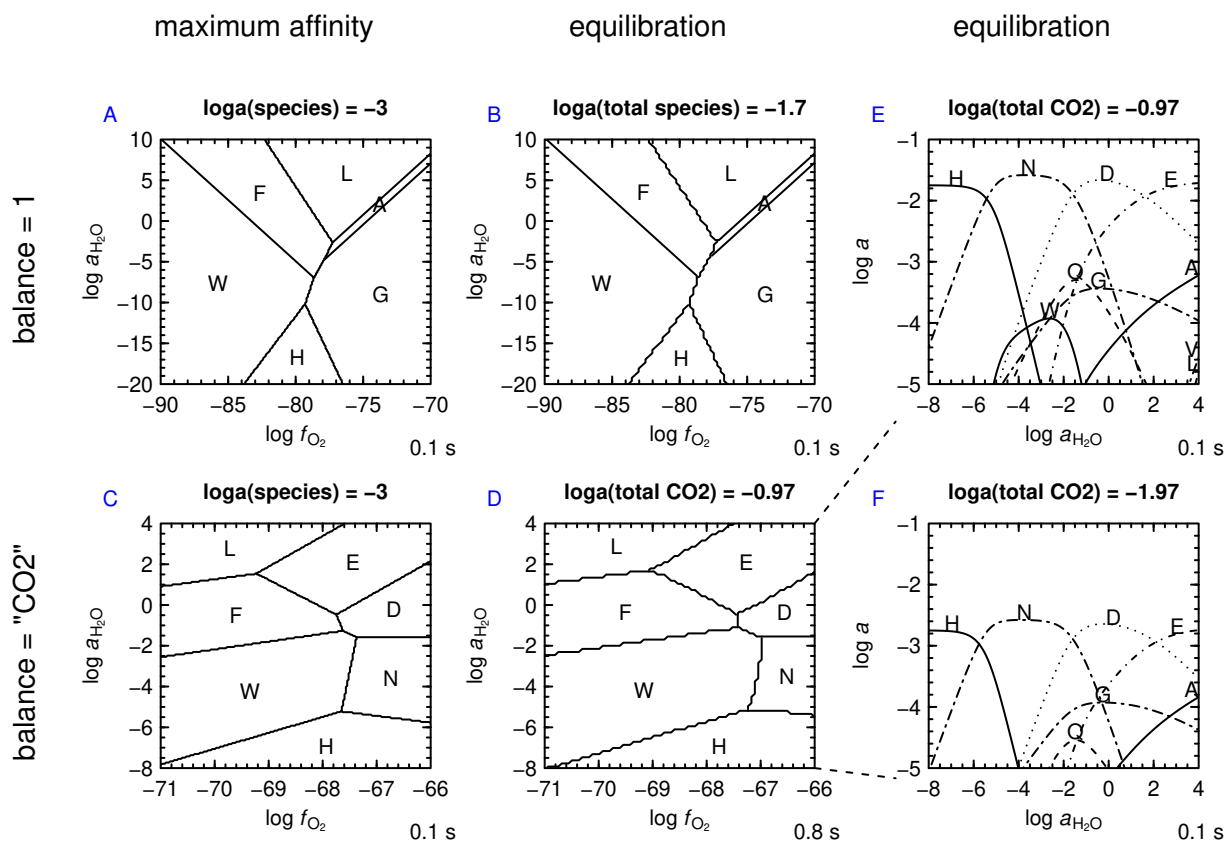 maximum affinity
equilibration
equilibration
balance = 1
A
loga(species) = −3
10
5
0
−5
−10
−15
−20
log aH2O
F
L
A
W
G
H
−90 −85 −80 −75 −70
log fO2
0.1 s
B
loga(total species) = −1.7
10
5
0
−5
−10
−15
−20
log aH2O
F
L
A
W
G
H
−90 −85 −80 −75 −70
log fO2
0.1 s
E
loga(total CO2) = −0.97
−1
−2
−3
−4
−5
log a
H
N
D
E
Q
G
A
W
V
L
−8 −6 −4 −2 0 2 4
log aH2O
0.1 s
balance = "CO2"
C
loga(species) = −3
4
2
0
−2
−4
−6
−8
log aH2O
L
E
F
D
W
N
H
−71 −70 −69 −68 −67 −66
log fO2
0.1 s
D
loga(total CO2) = −0.97
4
2
0
−2
−4
−6
−8
log aH2O
L
E
F
D
W
N
H
−71 −70 −69 −68 −67 −66
log fO2
0.8 s
F
loga(total CO2) = −1.97
−1
−2
−3
−4
−5
log a
H
N
D
E
G
A
Q
−8 −6 −4 −2 0 2 4
log aH2O
0.1 s